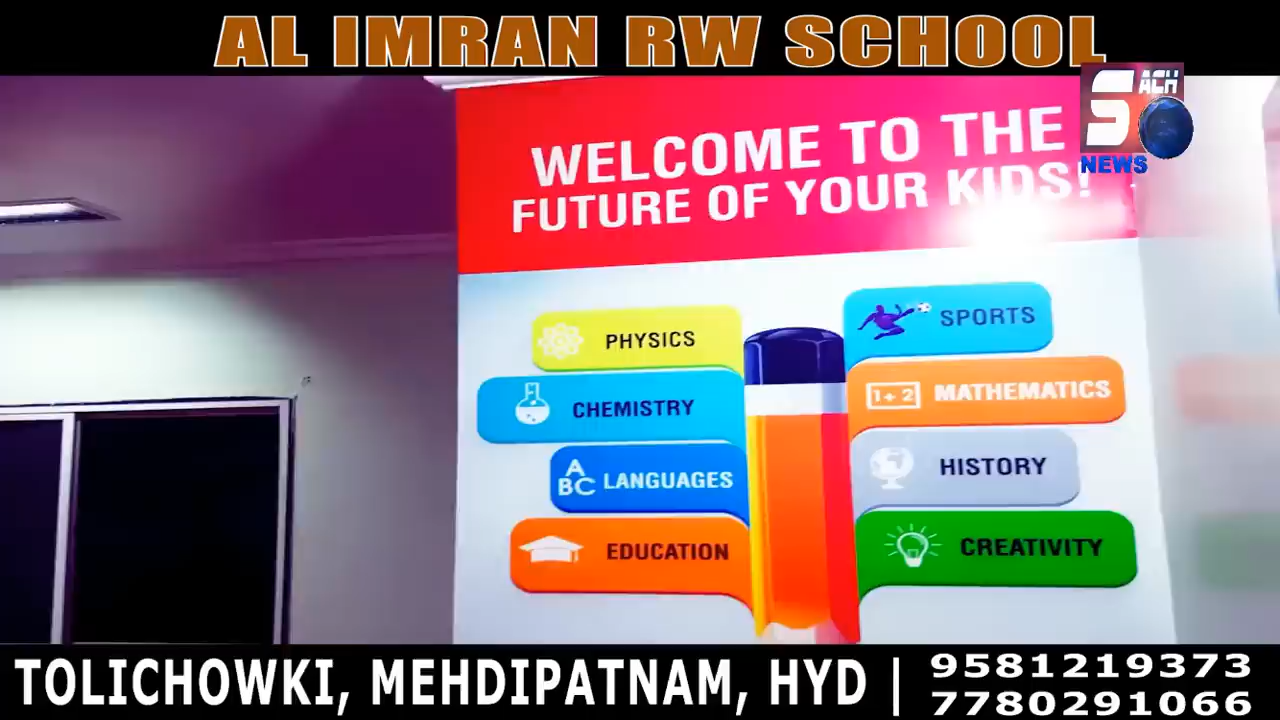 AL IMRAN RW SCHOOL
SACH
NEWS
WELCOME TO THE
FUTURE OF YOUR KIDS!
PHYSICS
SPORTS
CHEMISTRY
1+ 2 MATHEMATICS
A
BC LANGUAGES
HISTORY
EDUCATION
CREATIVITY
TOLICHOWKI, MEHDIPATNAM, HYD | 9581219373
7780291066